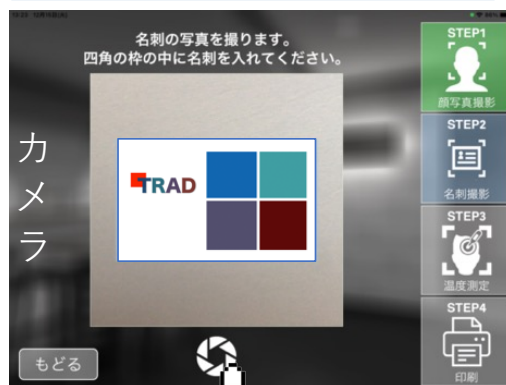 名刺の写真を撮ります。
四角の枠の中に名刺を入れてください。
カメラ
TRAD
もどる
STEP1
顔写真撮影
STEP2
名刺撮影
STEP3
温度測定
STEP4
印刷